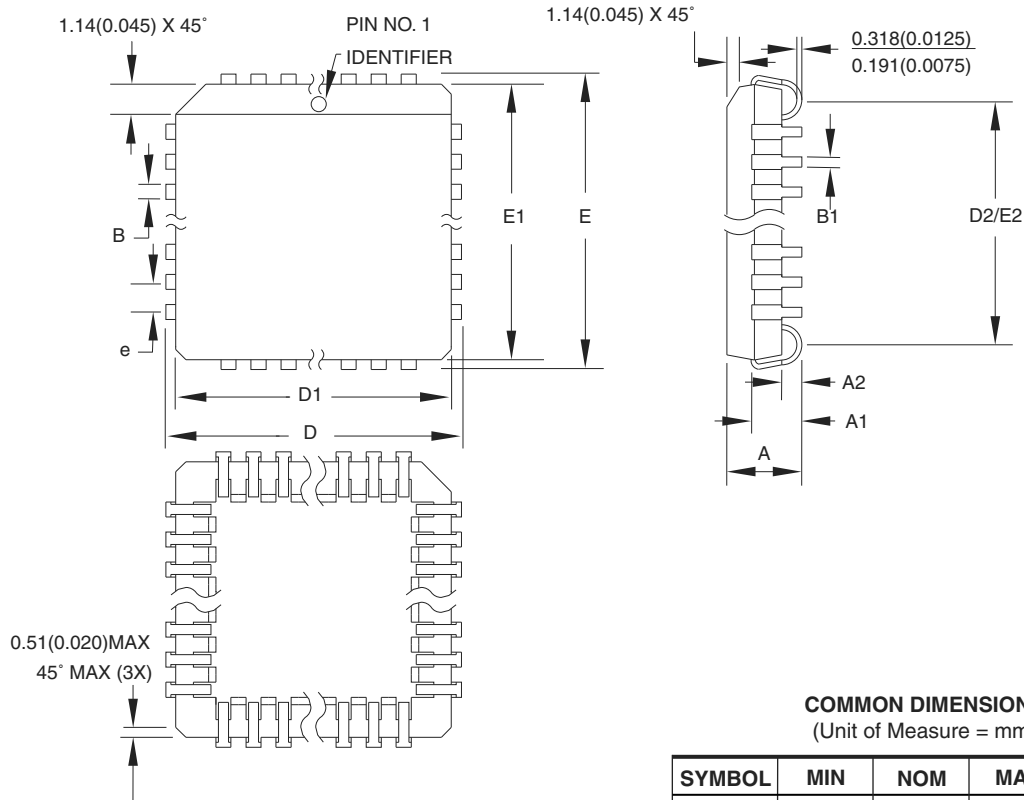 1.14(0.045) X 45˚
PIN NO. 1
IDENTIFIER
1.14(0.045) X 45˚
0.318(0.0125)
0.191(0.0075)
E1
E
B
e
B1
D2/E2
D1
D
A2
A1
A
0.51(0.020)MAX
45˚ MAX (3X)
COMMON DIMENSION
(Unit of Measure = mm
SYMBOL MIN NOM MA